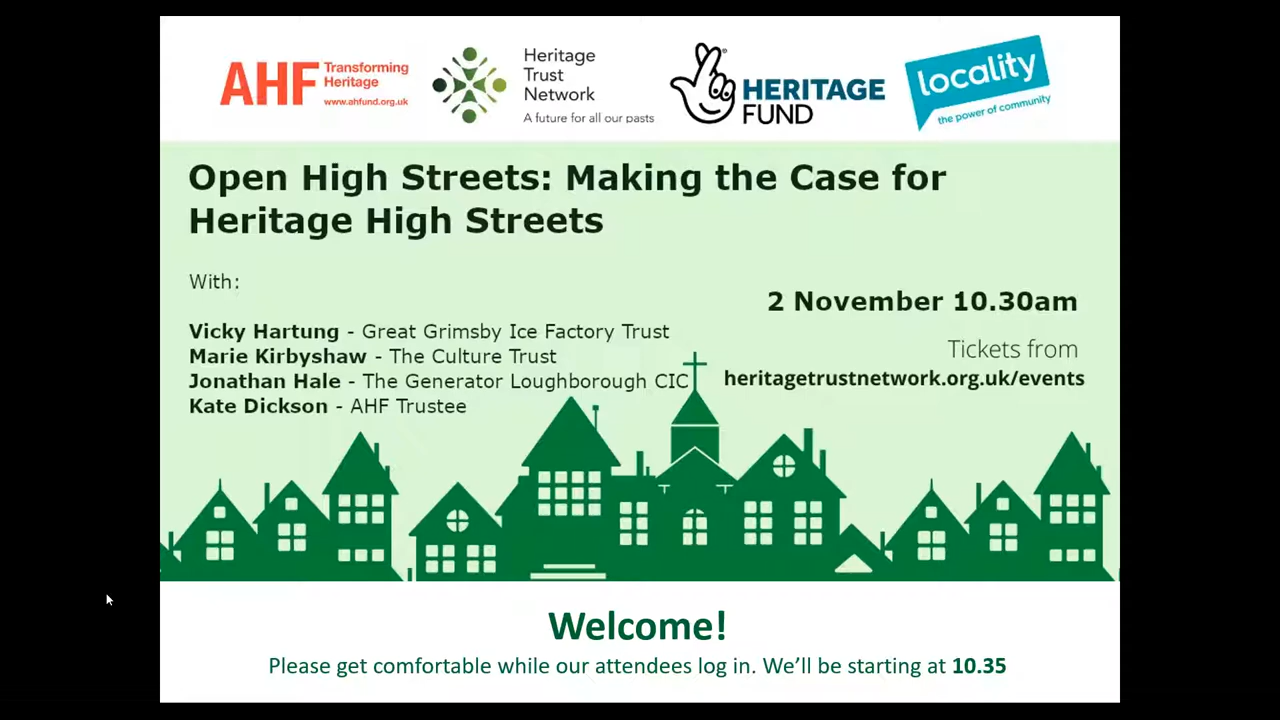 AHF Transforming Heritage www.ahfund.org.uk
Heritage Trust Network A future for all our pasts
HERITAGE FUND
locality the power of community
Open High Streets: Making the Case for
Heritage High Streets
With:
Vicky Hartung - Great Grimsby Ice Factory Trust
Marie Kirbyshaw - The Culture Trust
Jonathan Hale - The Generator Loughborough CIC
Kate Dickson - AHF Trustee
2 November 10.30am
Tickets from
heritagetrustnetwork.org.uk/events
Welcome!
Please get comfortable while our attendees log in. We'll be starting at 10.35